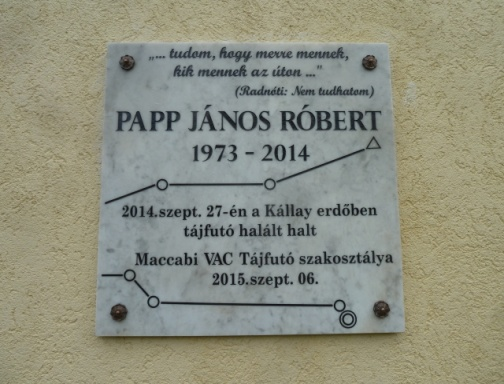 „... tudom, hogy merre mennek,
kik mennek az úton ..."
(Radnóti: Nem tudhatom)
PAPP JÁNOS RÓBERT
1973 - 2014
2014.szept. 27-én a Kállay erdőben
tájfutó halált halt
Maccabi VAC Tájfutó szakosztálya
2015.szept. 06.